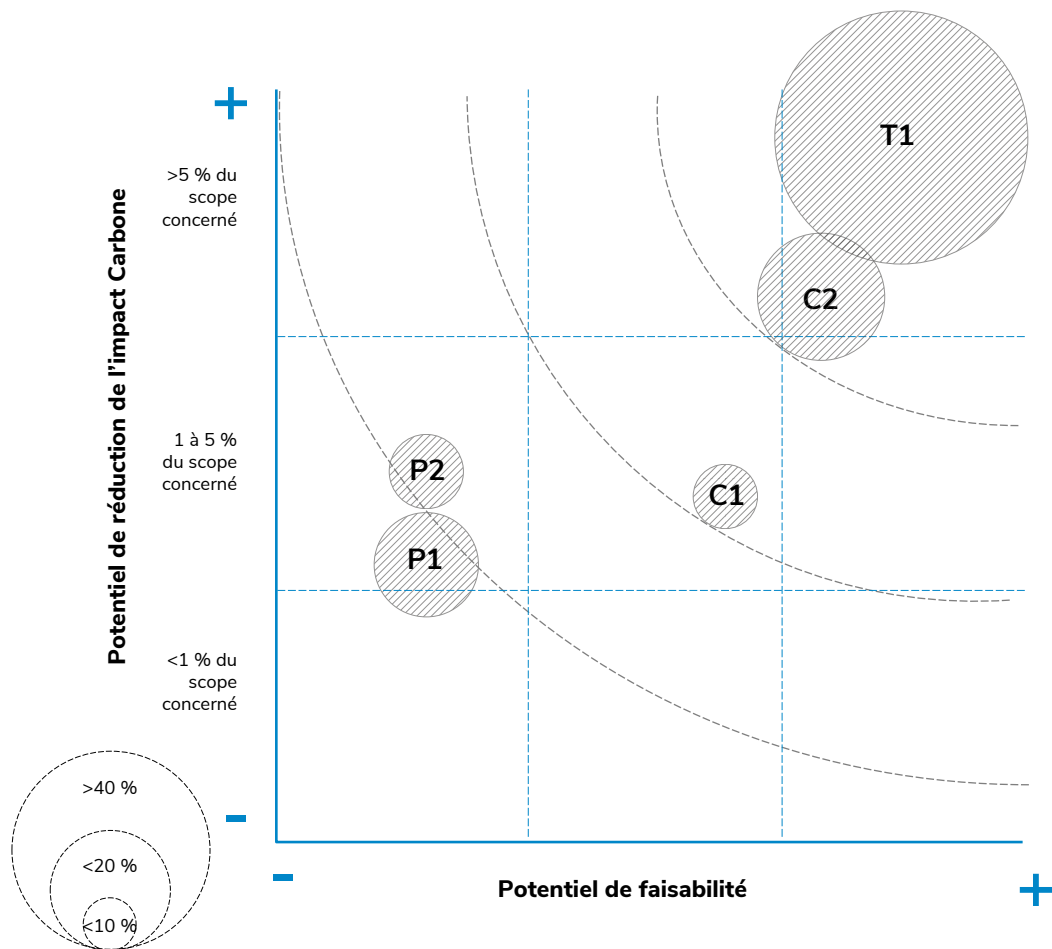 +
>5 % du
scope
concerné
T1
C2
Potentiel de réduction de l’impact Carbone
1 à 5 %
du scope
concerné
P2
C1
P1
<1 % du
scope
concerné
>40 %
<20 %
<10 %
-
-
Potentiel de faisabilité
+